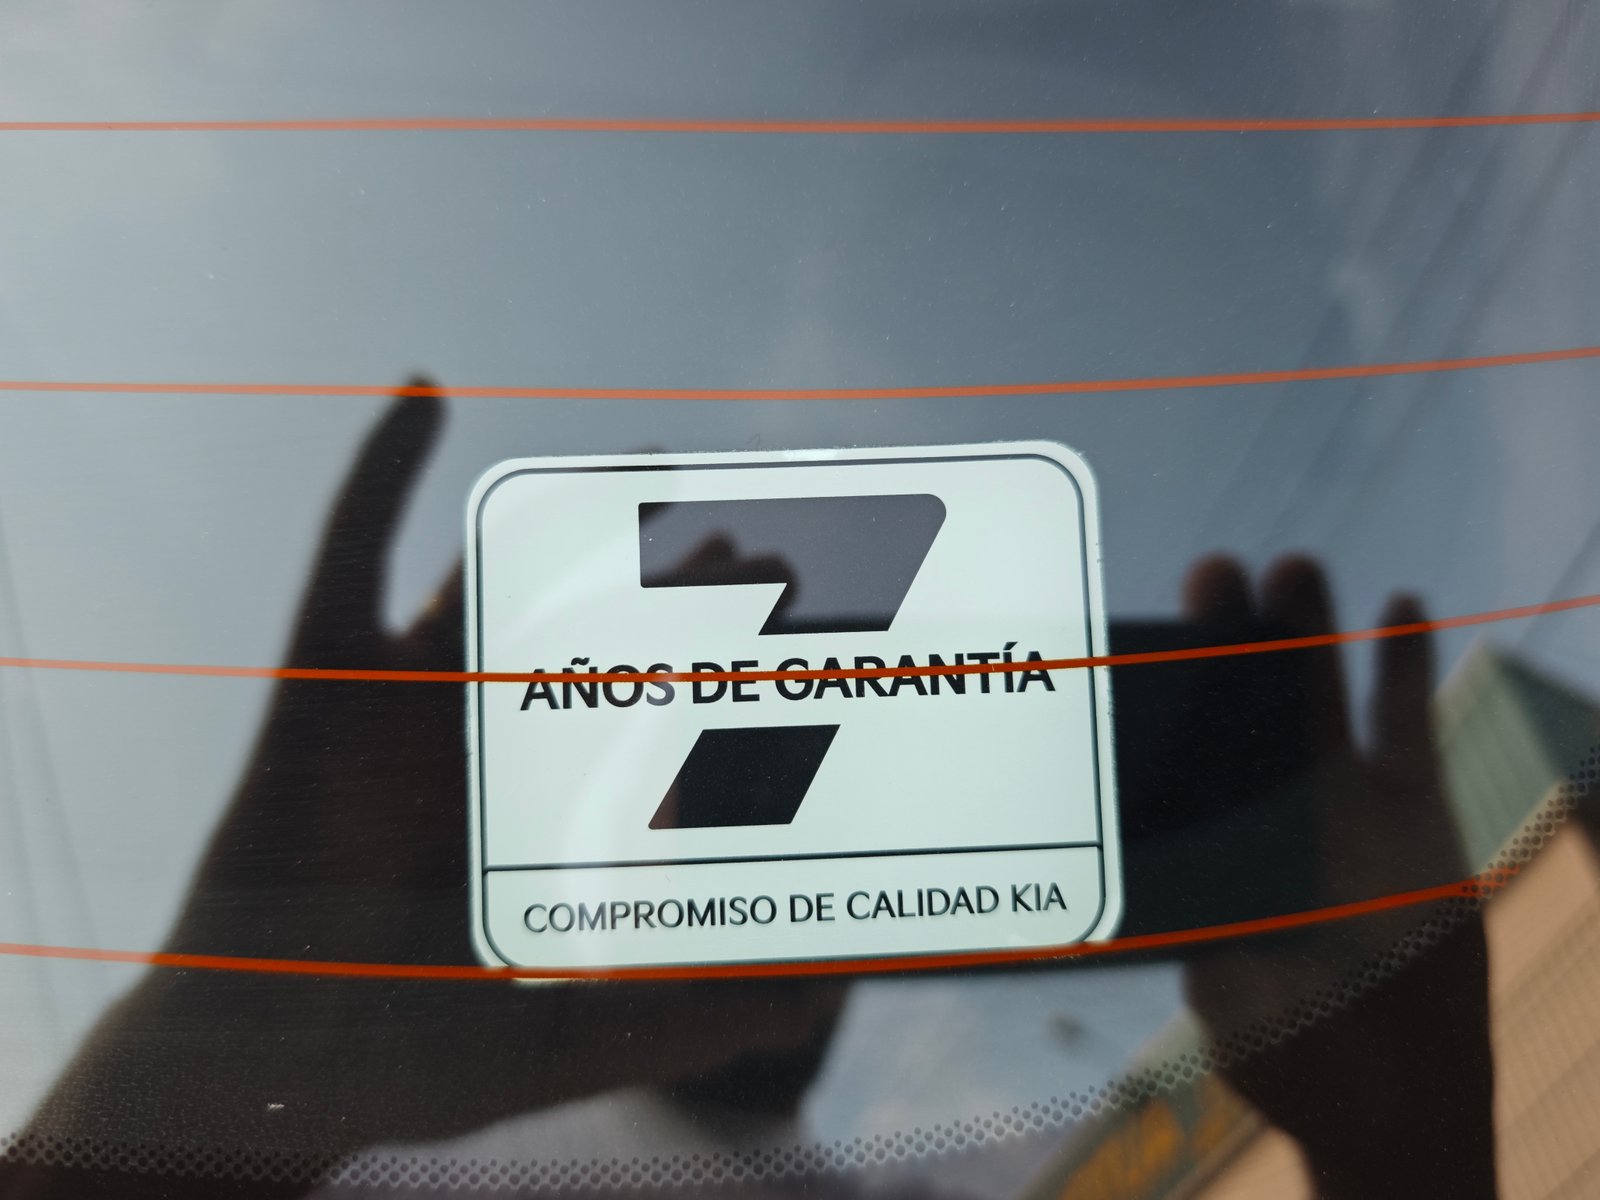 7
AÑOS DE GARANTÍA
COMPROMISO DE CALIDAD KIA